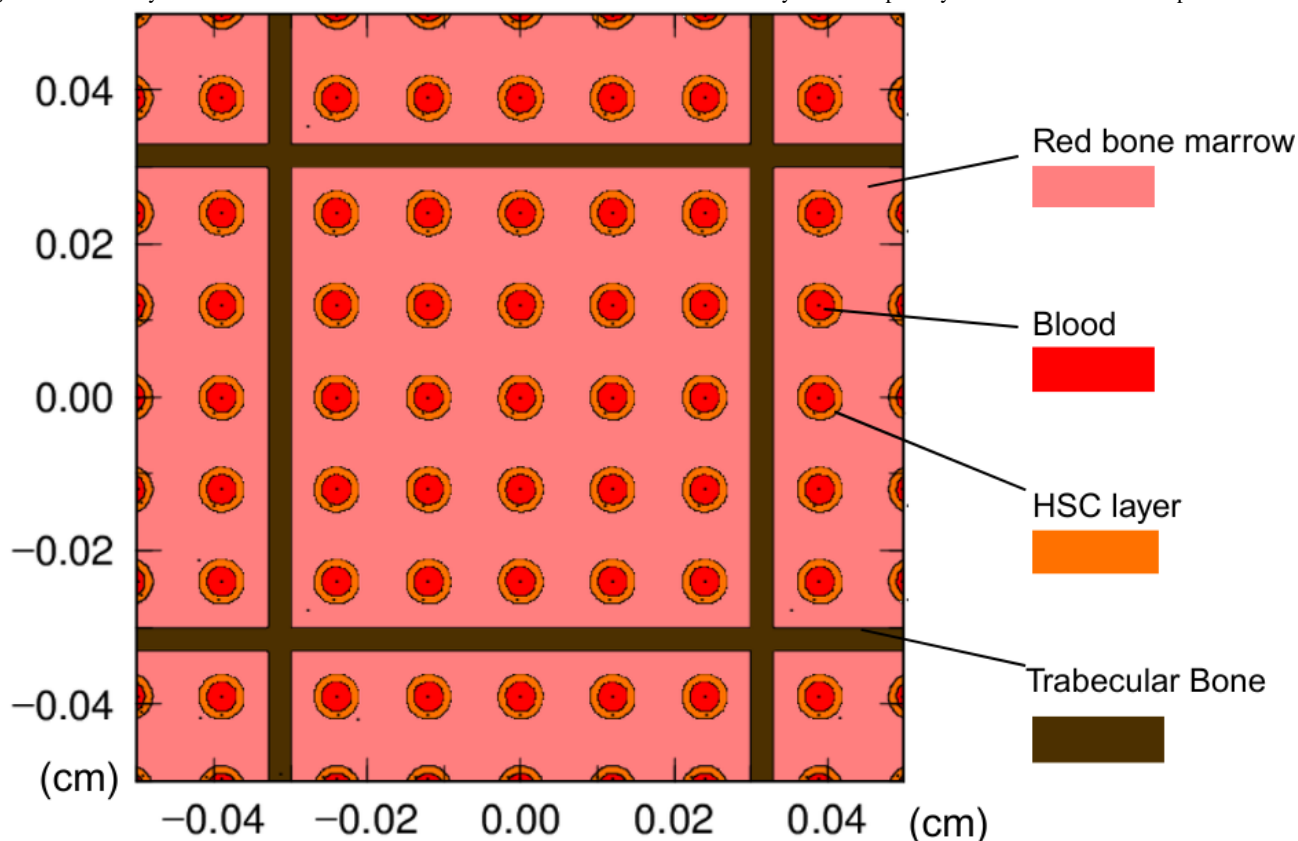 0.04
0.02
0.00
−0.02
−0.04
(cm)
−0.04 −0.02 0.00 0.02 0.04 (cm)
Red bone marrow
Blood
HSC layer
Trabecular Bone